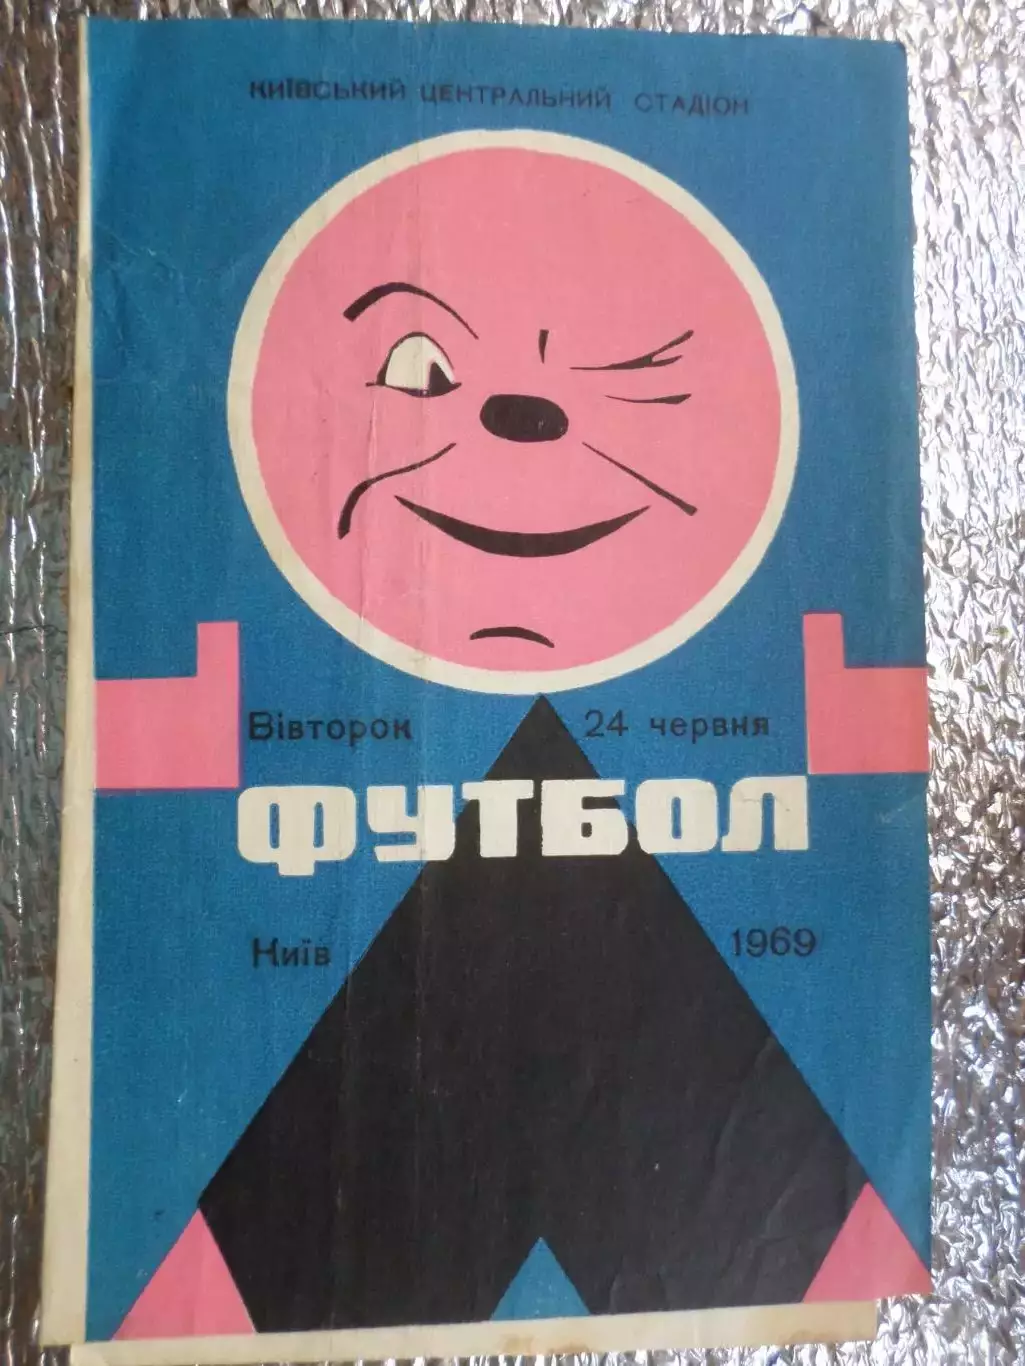 КИЇВСЬКИЙ ЦЕНТРАЛЬНИЙ СТАДІОН
Вівторок 24 червня
ФУТБОЛ
Київ 1969